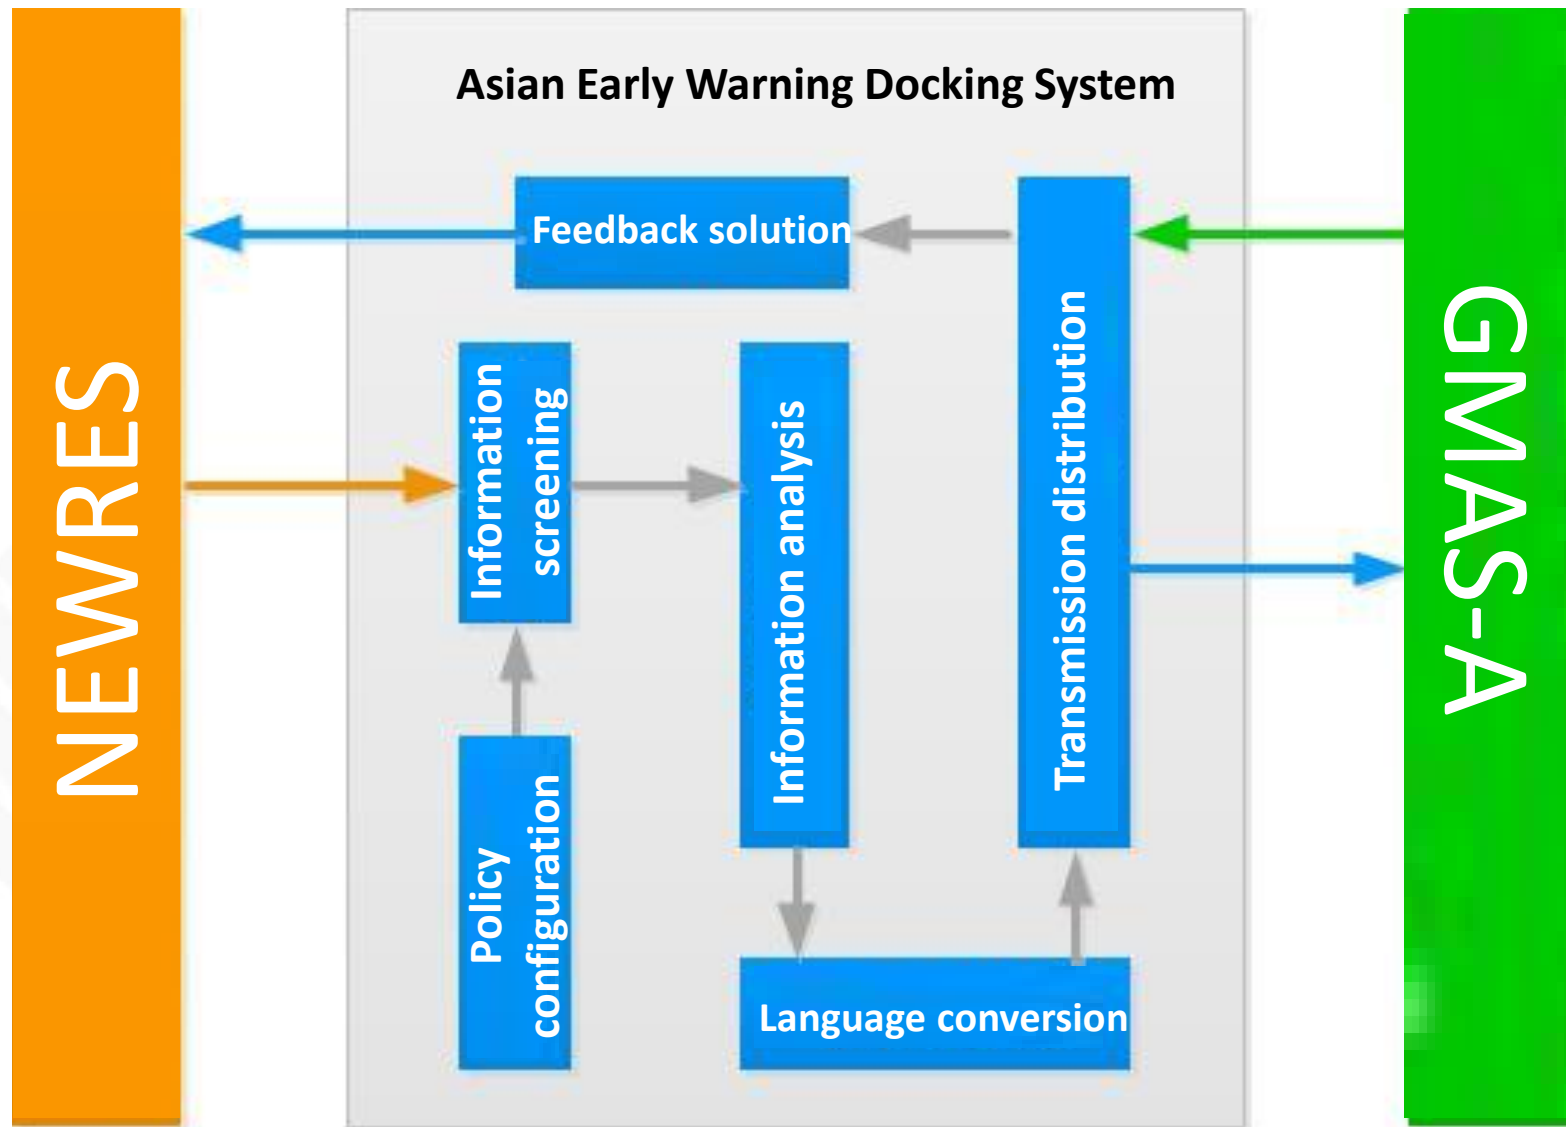 Asian Early Warning Docking System
NEWRES
Feedback solution
Information
screening
Policy
configuration
Information analysis
Language conversion
Transmission distribution
GMAS-A